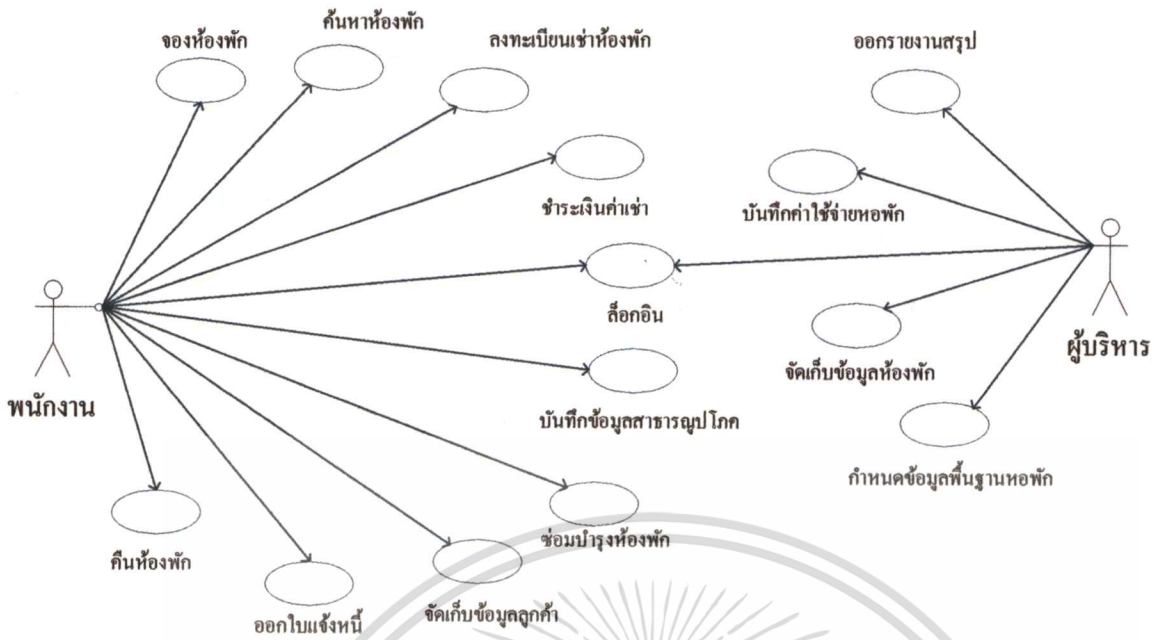 จองห้องพัก
ค้นหาห้องพัก
ลงทะเบียนเช่าห้องพัก
ออกรายงานสรุป
ชำระเงินค่าเช่า
บันทึกค่าใช้จ่ายหอพัก
ล็อกอิน
ผู้บริหาร
จัดเก็บข้อมูลห้องพัก
พนักงาน
บันทึกข้อมูลสาธารณูปโภค
กำหนดข้อมูลพื้นฐานหอพัก
คืนห้องพัก
ซ่อมบำรุงห้องพัก
ออกใบแจ้งหนี้
จัดเก็บข้อมูลลูกค้า